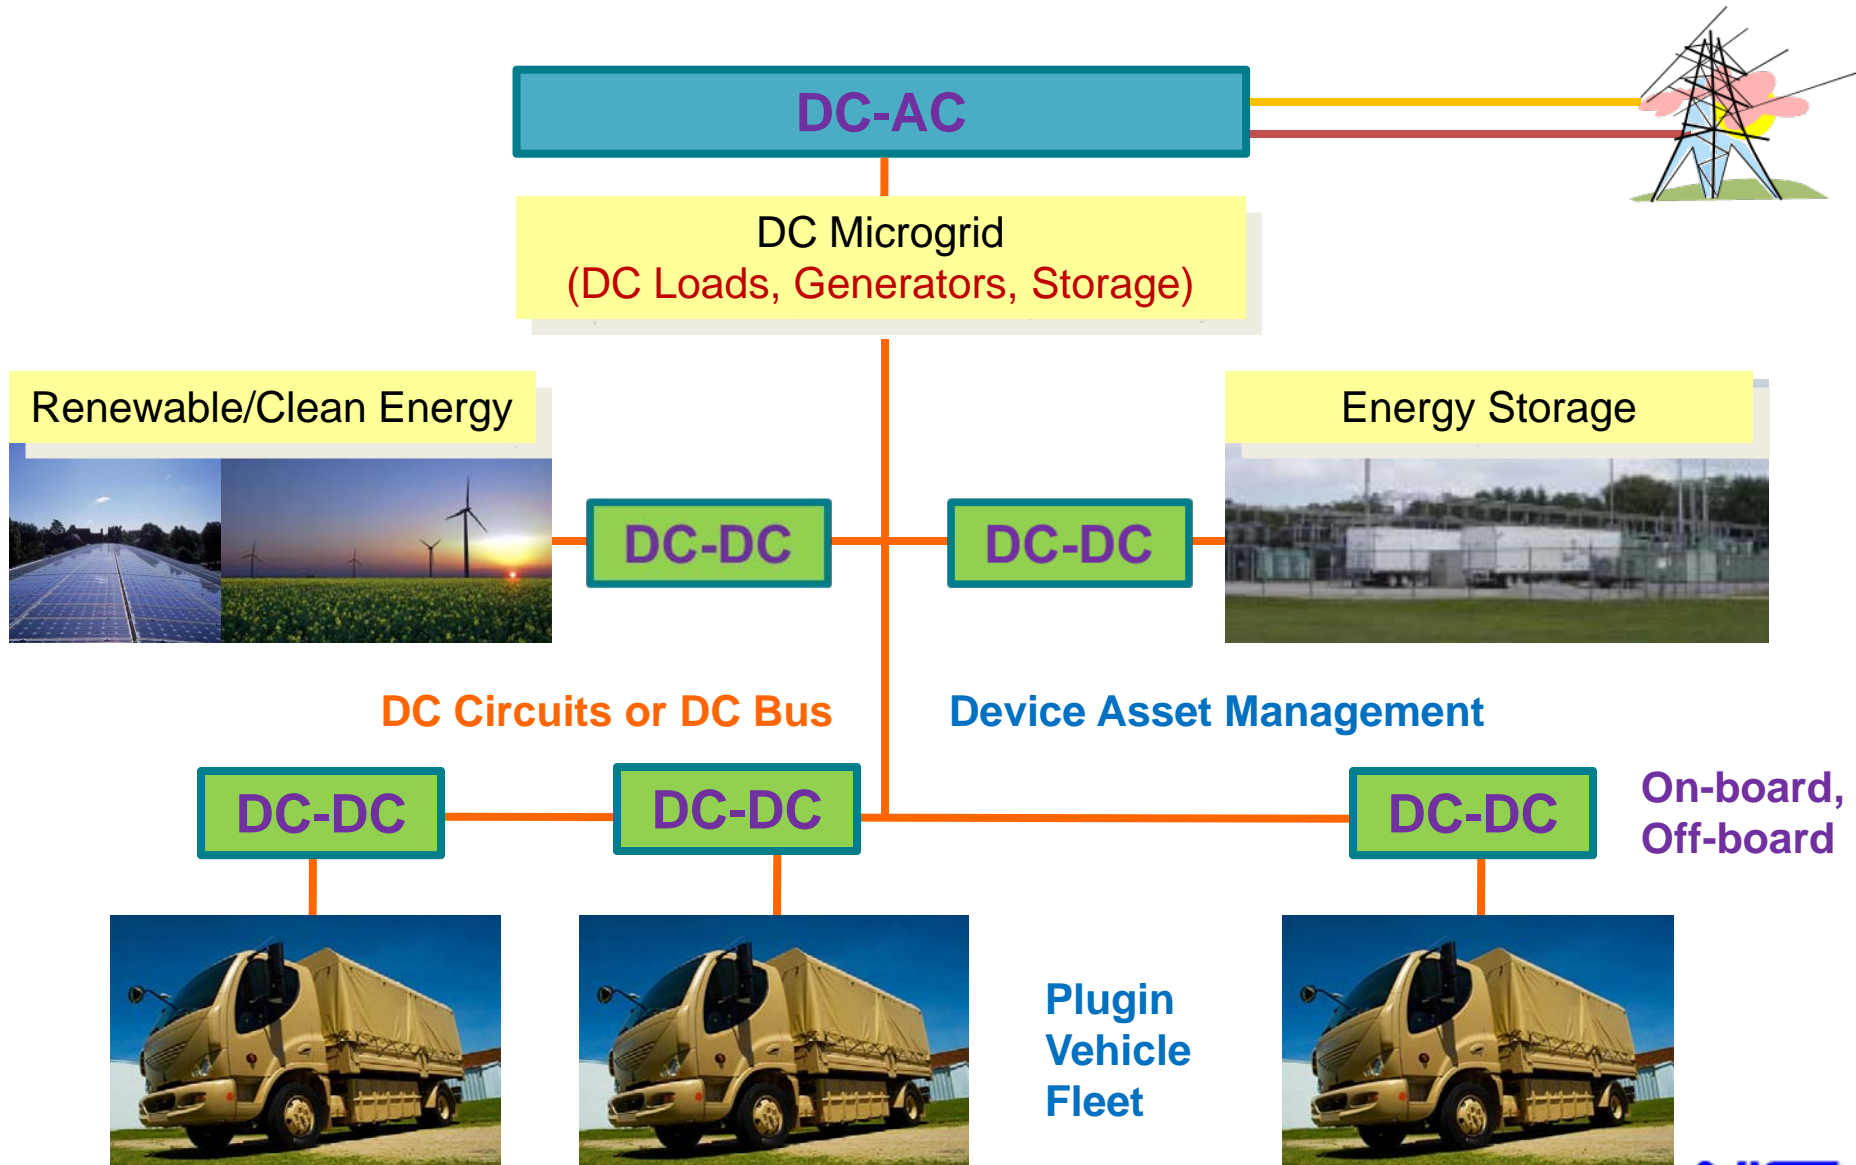 DC-AC
DC Microgrid
(DC Loads, Generators, Storage)
Renewable/Clean Energy
Energy Storage
DC-DC
DC-DC
DC Circuits or DC Bus
Device Asset Management
DC-DC
DC-DC
DC-DC
On-board,
Off-board
Plugin
Vehicle
Fleet